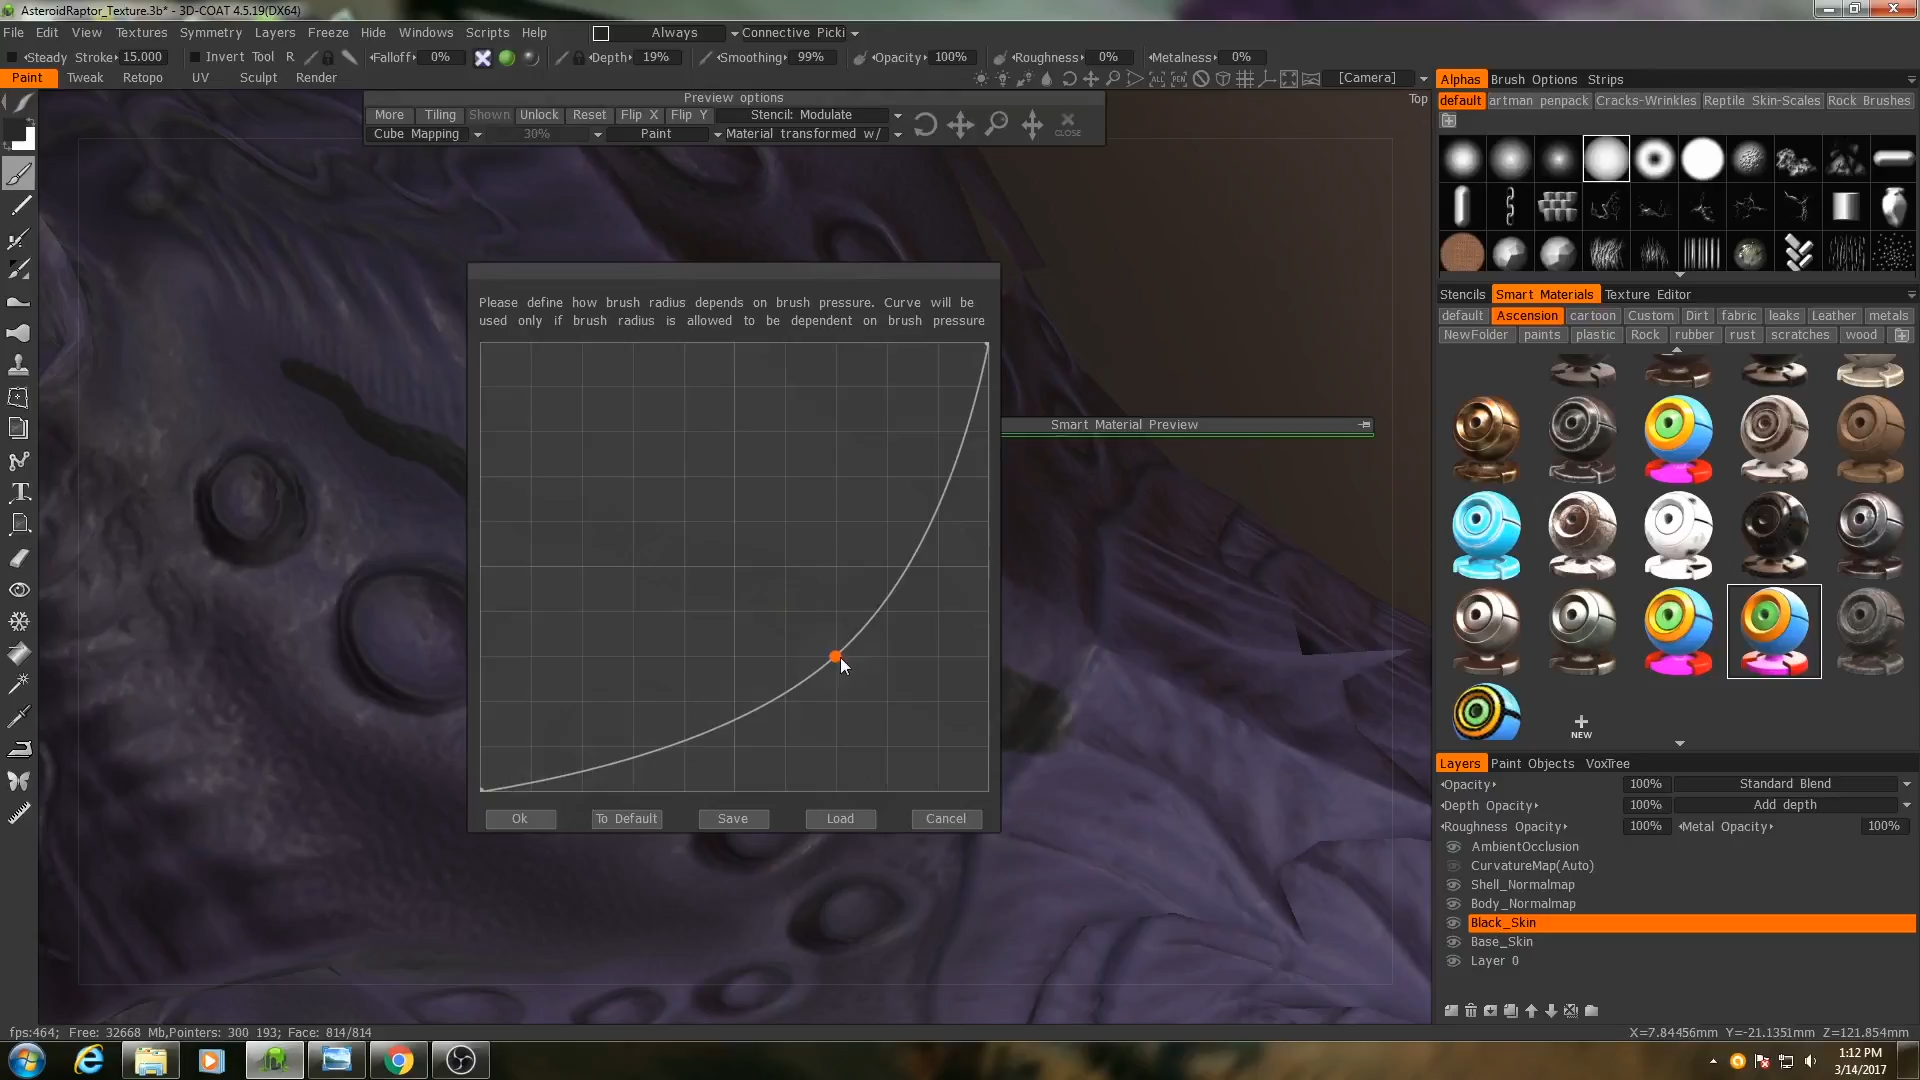 AsteroidRaptor_Texture.3b* - 3D-COAT 4.5.19(DX64)
File Edit View Textures Symmetry Layers Freeze Hide Windows Scripts Help Always Connective Picki
Steady Stroke 15.000 Invert Tool R Falloff 0% Depth 19% Smoothing 99% Opacity 100% Roughness 0% Metalness 0%
Paint Tweak Retopo UV Sculpt Render [Camera]
Preview options
More Tiling Shown Unlock Reset Flip X Flip Y Stencil: Modulate
Cube Mapping 30% Paint Material transformed w/ CLOSE
Top
Please define how brush radius depends on brush pressure. Curve will be
used only if brush radius is allowed to be dependent on brush pressure
Ok To Default Save Load Cancel
Smart Material Preview
Alphas Brush Options Strips
default artman penpack Cracks-Wrinkles Reptile Skin-Scales Rock Brushes
Stencils Smart Materials Texture Editor
default Ascension cartoon Custom Dirt fabric leaks Leather metals
NewFolder paints plastic Rock rubber rust scratches wood
NEW
Layers Paint Objects VoxTree
Opacity 100% Standard Blend
Depth Opacity 100% Add depth
Roughness Opacity 100% Metal Opacity 100%
AmbientOcclusion
CurvatureMap(Auto)
Shell_Normalmap
Body_Normalmap
Black_Skin
Base_Skin
Layer 0
fps:464; Free: 32668 Mb,Pointers: 300 193; Face: 814/814
X=7.84456mm Y=-21.1351mm Z=121.854mm
1:12 PM
3/14/2017